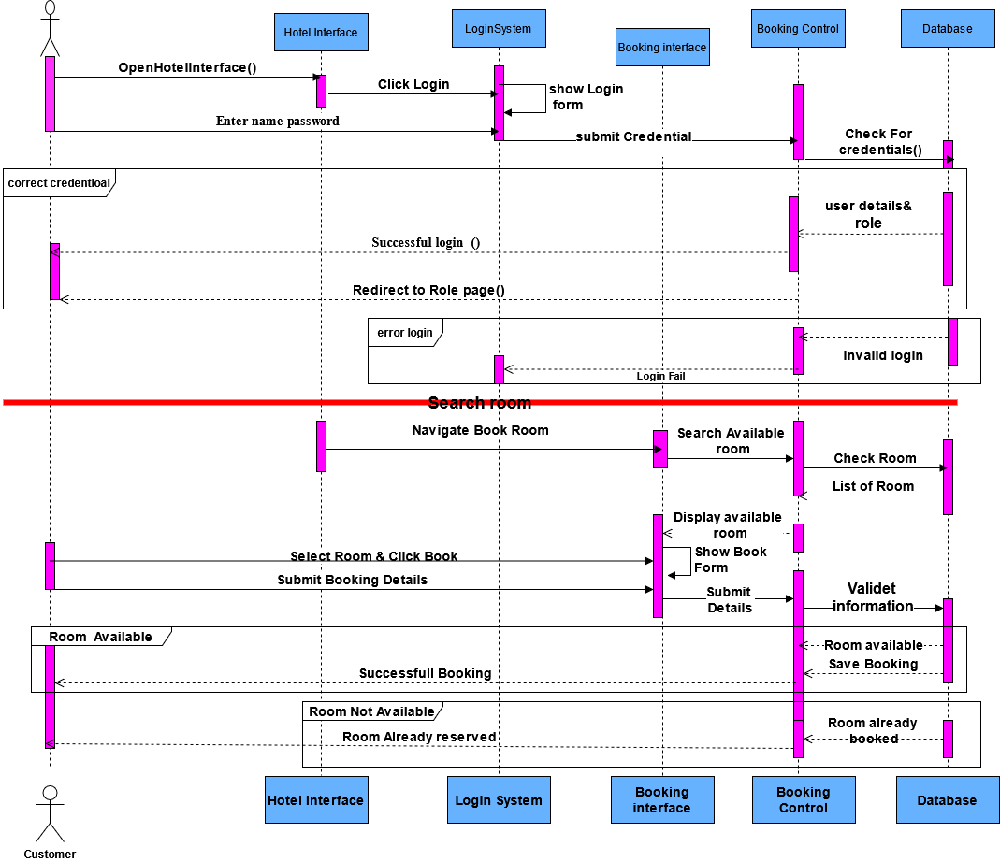 Hotel Interface
LoginSystem
Booking interface
Booking Control
Database
OpenHotelInterface()
Click Login
show Login
form
Enter name password
submit Credential
Check For
credentials()
correct credentioal
user details&
role
Successful login  ()
Redirect to Role page()
error login
invalid login
Login Fail
Search room
Navigate Book Room
Search Available
room
Check Room
List of Room
Display available
room
Select Room & Click Book
Show Book
Form
Submit Booking Details
Submit
Details
Validet
information
Room  Available
Room available
Save Booking
Successfull Booking
Room Not Available
Room already
booked
Room Already reserved
Hotel Interface
Login System
Booking
interface
Booking
Control
Database
Customer